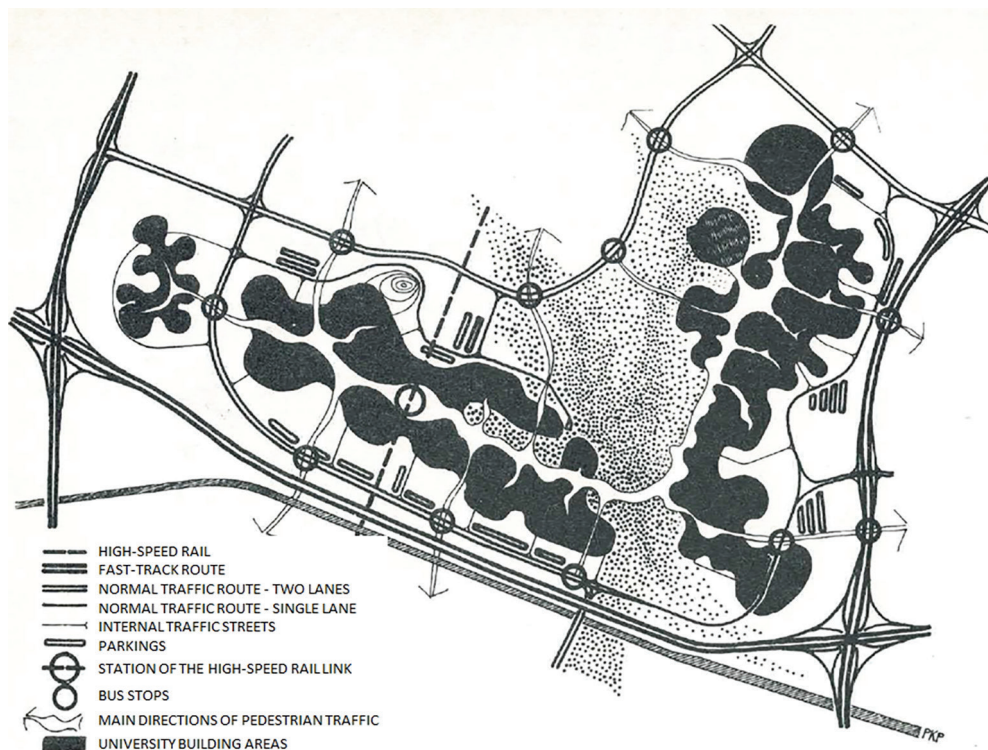 HIGH-SPEED RAIL
FAST-TRACK ROUTE
NORMAL TRAFFIC ROUTE - TWO LANES
NORMAL TRAFFIC ROUTE - SINGLE LANE
INTERNAL TRAFFIC STREETS
PARKINGS
STATION OF THE HIGH-SPEED RAIL LINK
BUS STOPS
MAIN DIRECTIONS OF PEDESTRIAN TRAFFIC
UNIVERSITY BUILDING AREAS
PKP